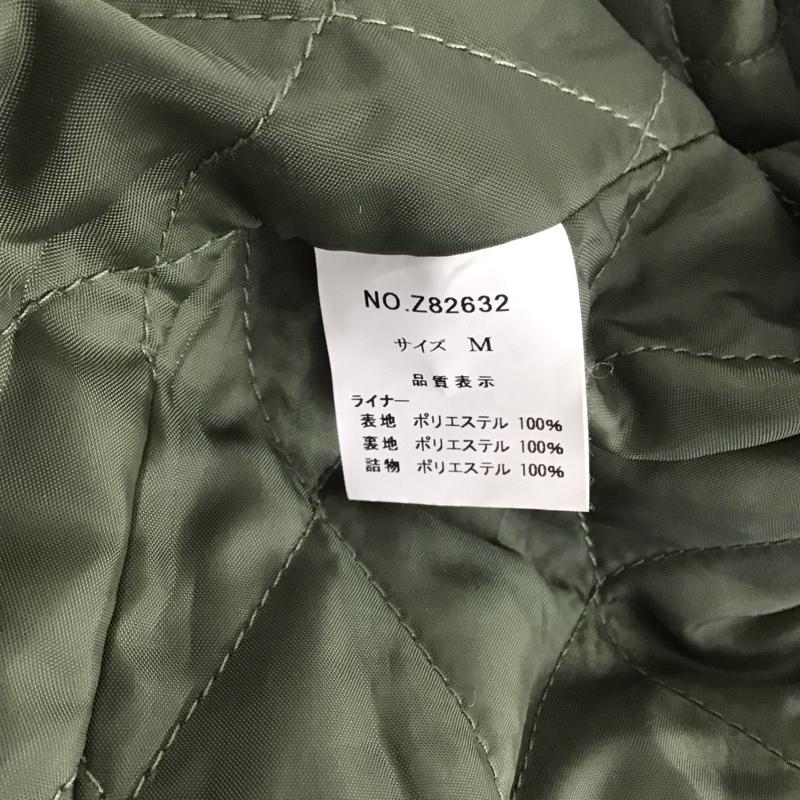 NO.Z82632
サイズ M
品質表示
ライナー
表地 ポリエステル 100%
裏地 ポリエステル 100%
詰物 ポリエステル 100%